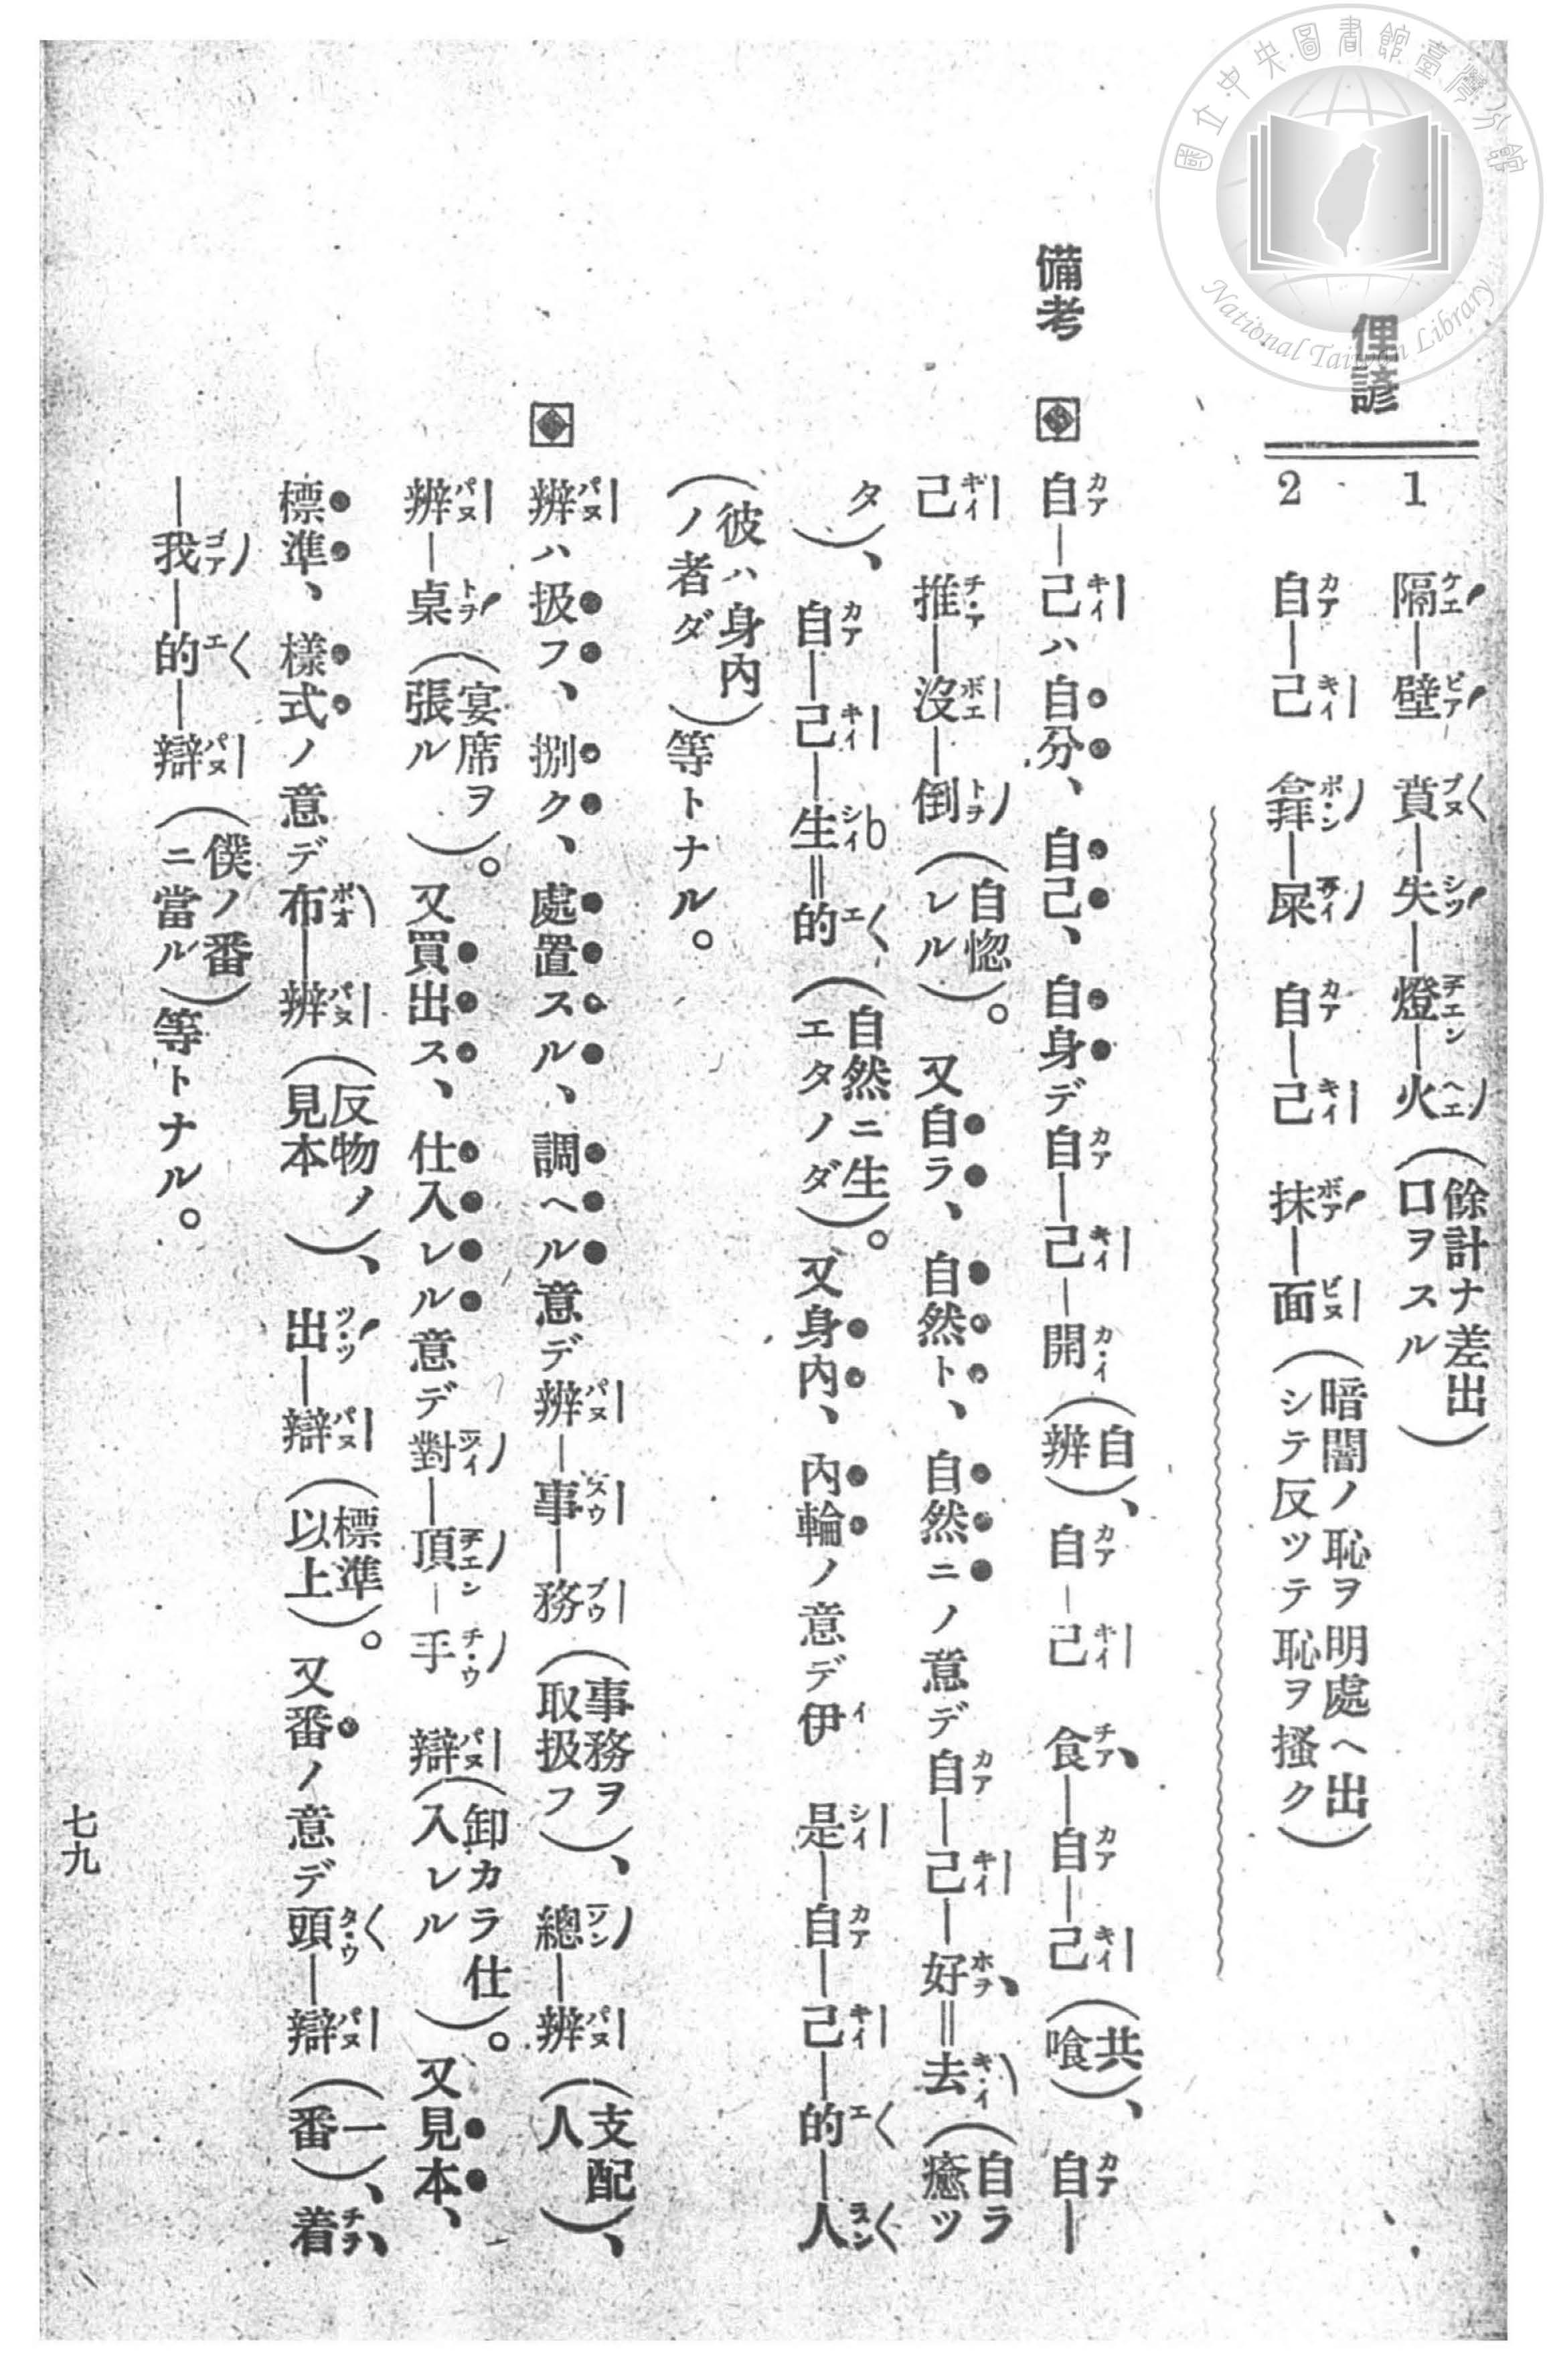 國立中央圖書館臺灣分館
National Taiwan Library
俚諺
1 隔―壁 賁―失―燈―火(餘計ナ差出口ヲスル)
2 自―己 屎 自―己 抹―面(暗闇ノ恥ヲ明處ヘ出シテ反ツテ恥ヲ搔ク)
備考
自―己ハ自分、自己、自身デ自―己―開(自辨)、自―己 食―自―己(共喰)、自―
己 推―沒―倒(自惚レル)。又自ラ、自然ト、自然ニノ意デ自―己―好=去(自ラ癒ツ
タ)、自―己―生=的(自然ニ生エタノダ)。又身內、內輪ノ意デ伊 是―自―己―的―人
(彼ハ身內ノ者ダ)等トナル。
辨ハ扱フ、捌ク、處置スル、調ヘル意デ辨―事―務(事務ヲ取扱フ)、總―辨(支配人)、
辨―桌(宴席ヲ張ル)。又買出ス、仕入レル意デ對―頂―手 辯(卸カラ仕入レル)。又見本、
標準、樣式ノ意デ布―辨(反物ノ見本)、出―辯(標準以上)。又番ノ意デ頭―辯(一番)、着
―我―的―辯(僕ノ番ニ當ル)等トナル。
七九